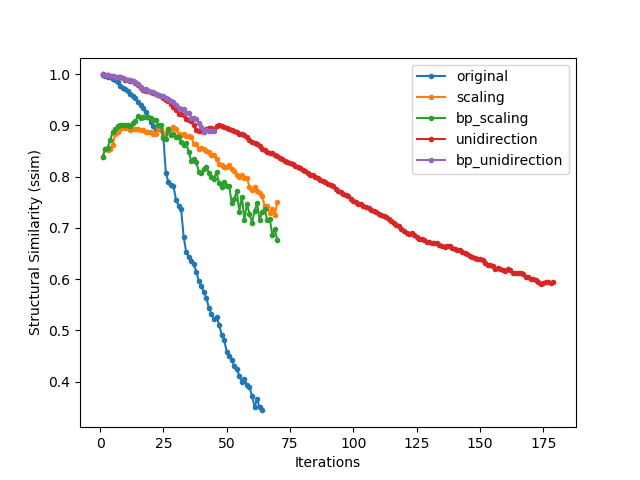 original
scaling
bp_scaling
unidirection
bp_unidirection
1.0
0.9
0.8
0.7
0.6
0.5
0.4
Structural Similarity (ssim)
0 25 50 75 100 125 150 175
Iterations